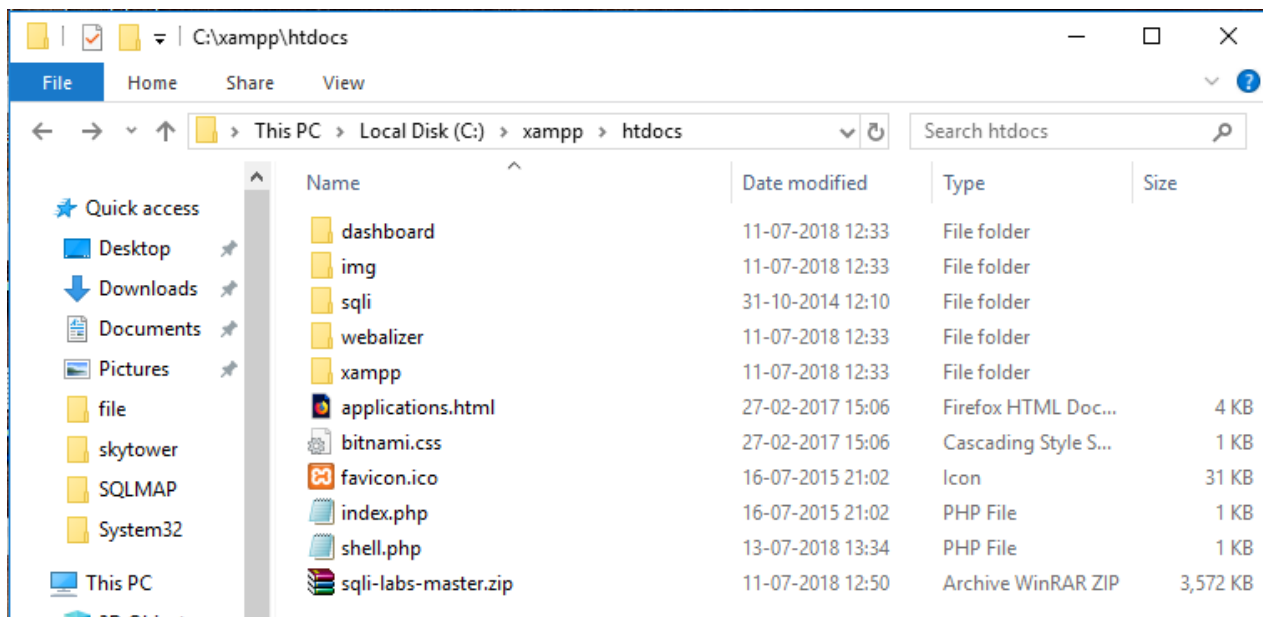 C:\xampp\htdocs
File Home Share View
This PC > Local Disk (C:) > xampp > htdocs Search htdocs
Name Date modified Type Size
Quick access
Desktop
Downloads
Documents
Pictures
file
skytower
SQLMAP
System32
This PC
dashboard 11-07-2018 12:33 File folder
img 11-07-2018 12:33 File folder
sqli 31-10-2014 12:10 File folder
webalizer 11-07-2018 12:33 File folder
xampp 11-07-2018 12:33 File folder
applications.html 27-02-2017 15:06 Firefox HTML Doc... 4 KB
bitnami.css 27-02-2017 15:06 Cascading Style S... 1 KB
favicon.ico 16-07-2015 21:02 Icon 31 KB
index.php 16-07-2015 21:02 PHP File 1 KB
shell.php 13-07-2018 13:34 PHP File 1 KB
sqli-labs-master.zip 11-07-2018 12:50 Archive WinRAR ZIP 3,572 KB